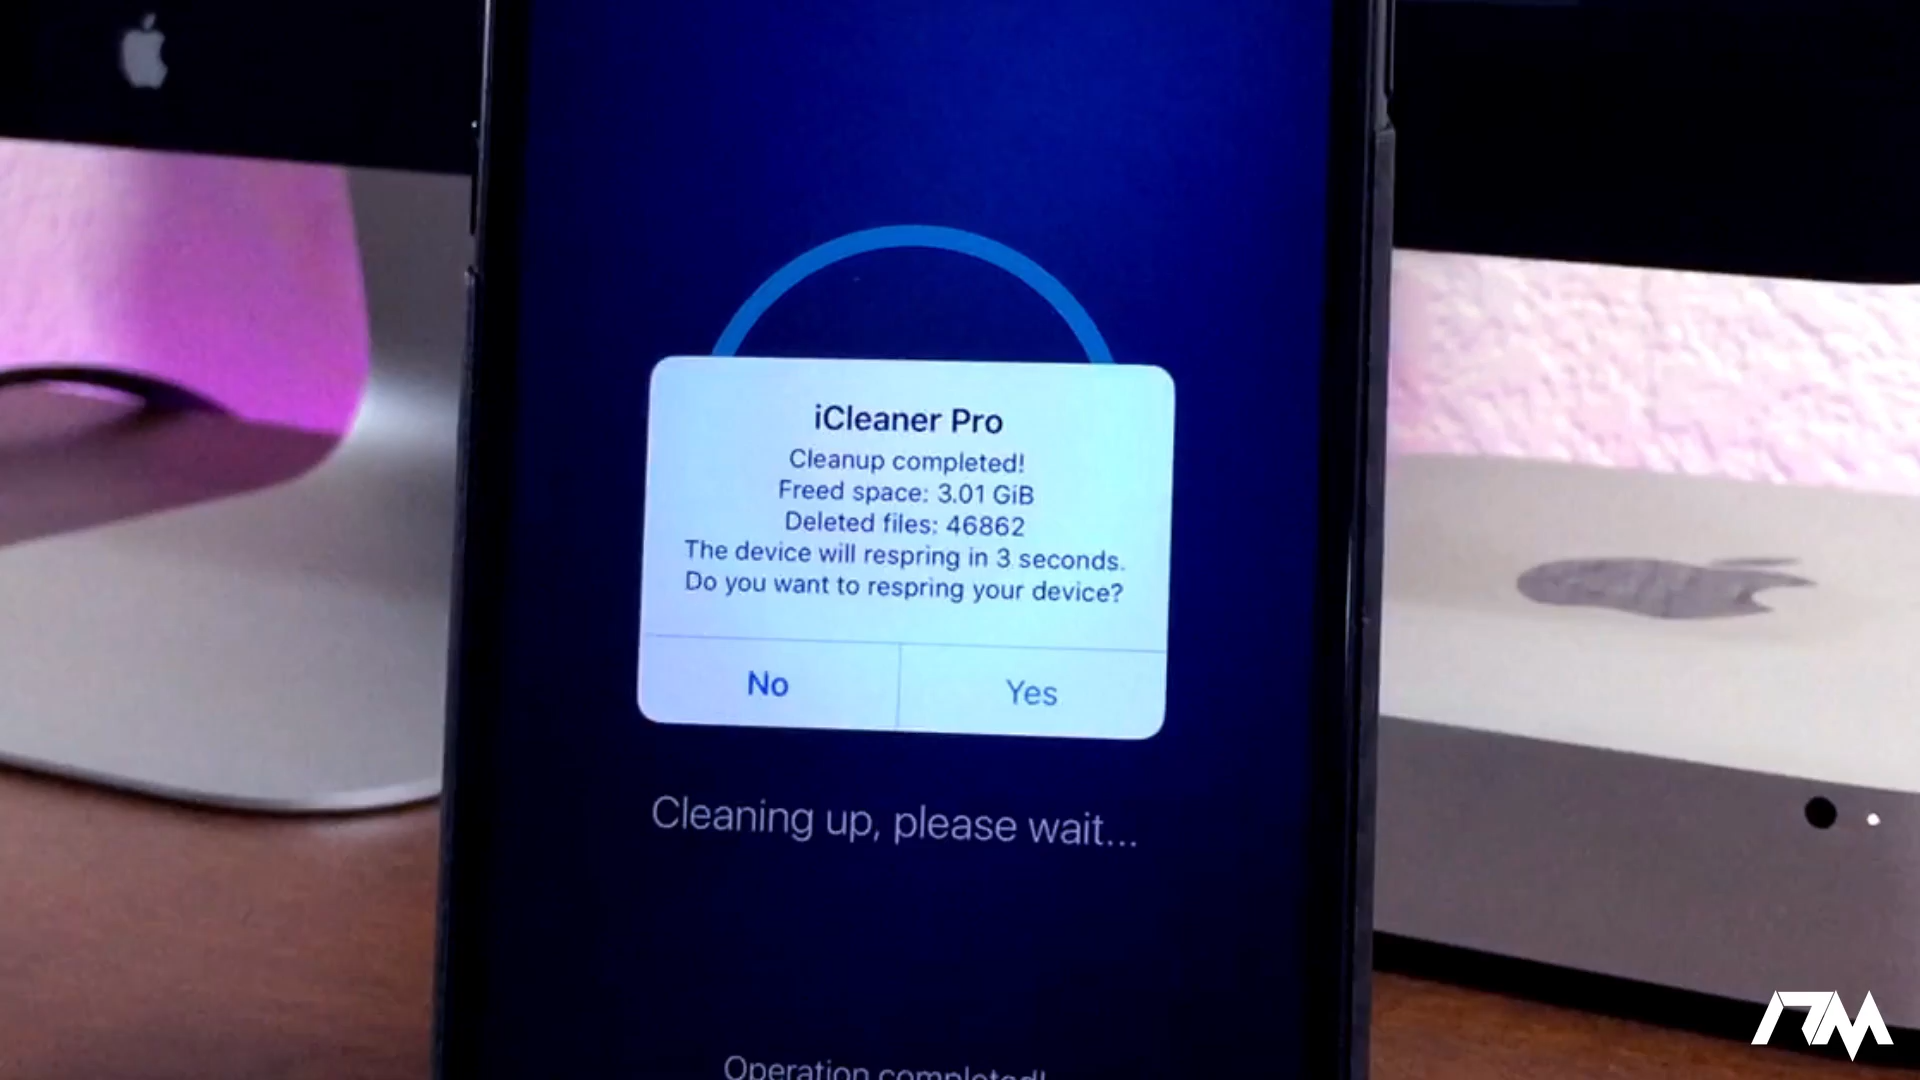 iCleaner Pro
Cleanup completed!
Freed space: 3.01 GiB
Deleted files: 46862
The device will respring in 3 seconds.
Do you want to respring your device?
No
Yes
Cleaning up, please wait...
Operation completed!